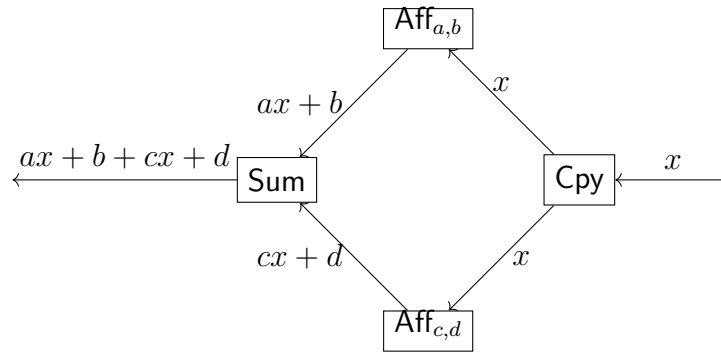 Aff_{a,b}
ax + b
x
ax + b + cx + d
Sum
Cpy
x
cx + d
x
Aff_{c,d}